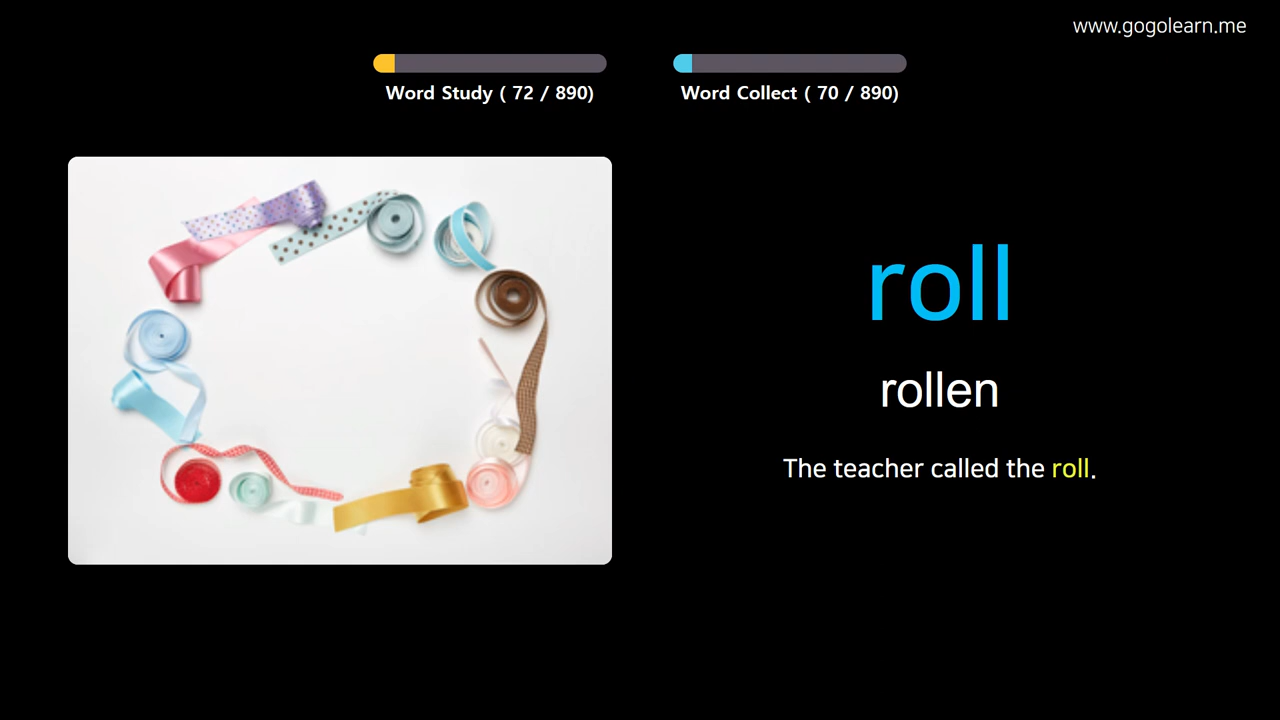 www.gogolearn.me
Word Study ( 72 / 890)
Word Collect ( 70 / 890)
roll
rollen
The teacher called the roll.